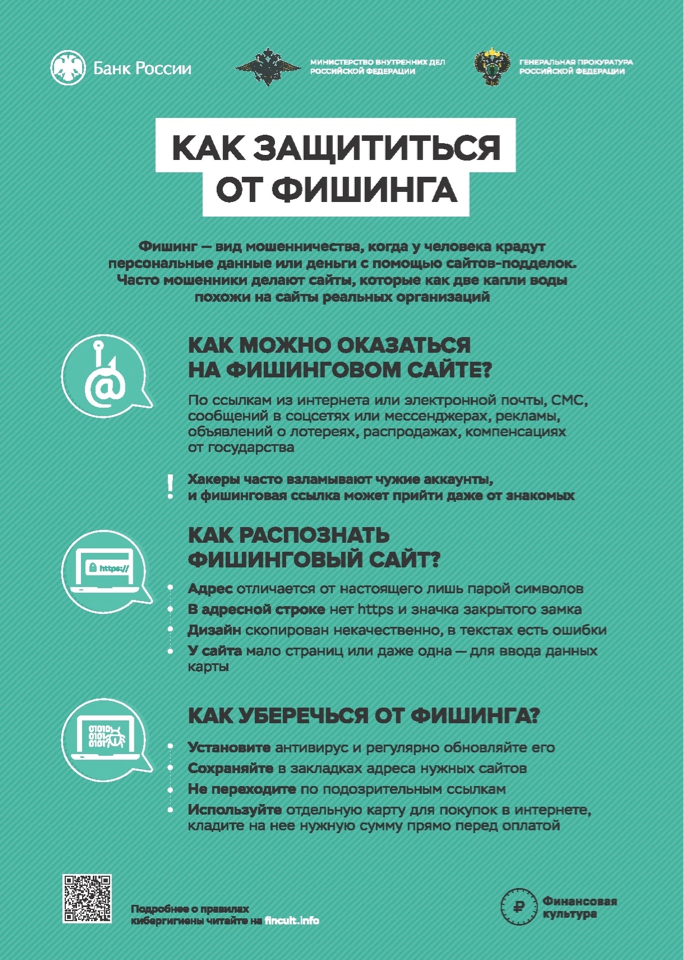 Банк России
МИНИСТЕРСТВО ВНУТРЕННИХ ДЕЛ
РОССИЙСКОЙ ФЕДЕРАЦИИ
ГЕНЕРАЛЬНАЯ ПРОКУРАТУРА
РОССИЙСКОЙ ФЕДЕРАЦИИ
КАК ЗАЩИТИТЬСЯ
ОТ ФИШИНГА
Фишинг – вид мошенничества, когда у человека крадут
персональные данные или деньги с помощью сайтов-подделок.
Часто мошенники делают сайты, которые как две капли воды
похожи на сайты реальных организаций
@
КАК МОЖНО ОКАЗАТЬСЯ
НА ФИШИНГОВОМ САЙТЕ?
По ссылкам из интернета или электронной почты, СМС,
сообщений в соцсетях или мессенджерах, рекламы,
объявлений о лотереях, распродажах, компенсациях
от государства
! Хакеры часто взламывают чужие аккаунты,
и фишинговая ссылка может прийти даже от знакомых
https://
КАК РАСПОЗНАТЬ
ФИШИНГОВЫЙ САЙТ?
• Адрес отличается от настоящего лишь парой символов
• В адресной строке нет https и значка закрытого замка
• Дизайн скопирован некачественно, в текстах есть ошибки
• У сайта мало страниц или даже одна – для ввода данных
карты
КАК УБЕРЕЧЬСЯ ОТ ФИШИНГА?
• Установите антивирус и регулярно обновляйте его
• Сохраняйте в закладках адреса нужных сайтов
• Не переходите по подозрительным ссылкам
• Используйте отдельную карту для покупок в интернете,
кладите на нее нужную сумму прямо перед оплатой
Подробнее о правилах
кибергигиены читайте на fincult.info
₽
Финансовая
культура